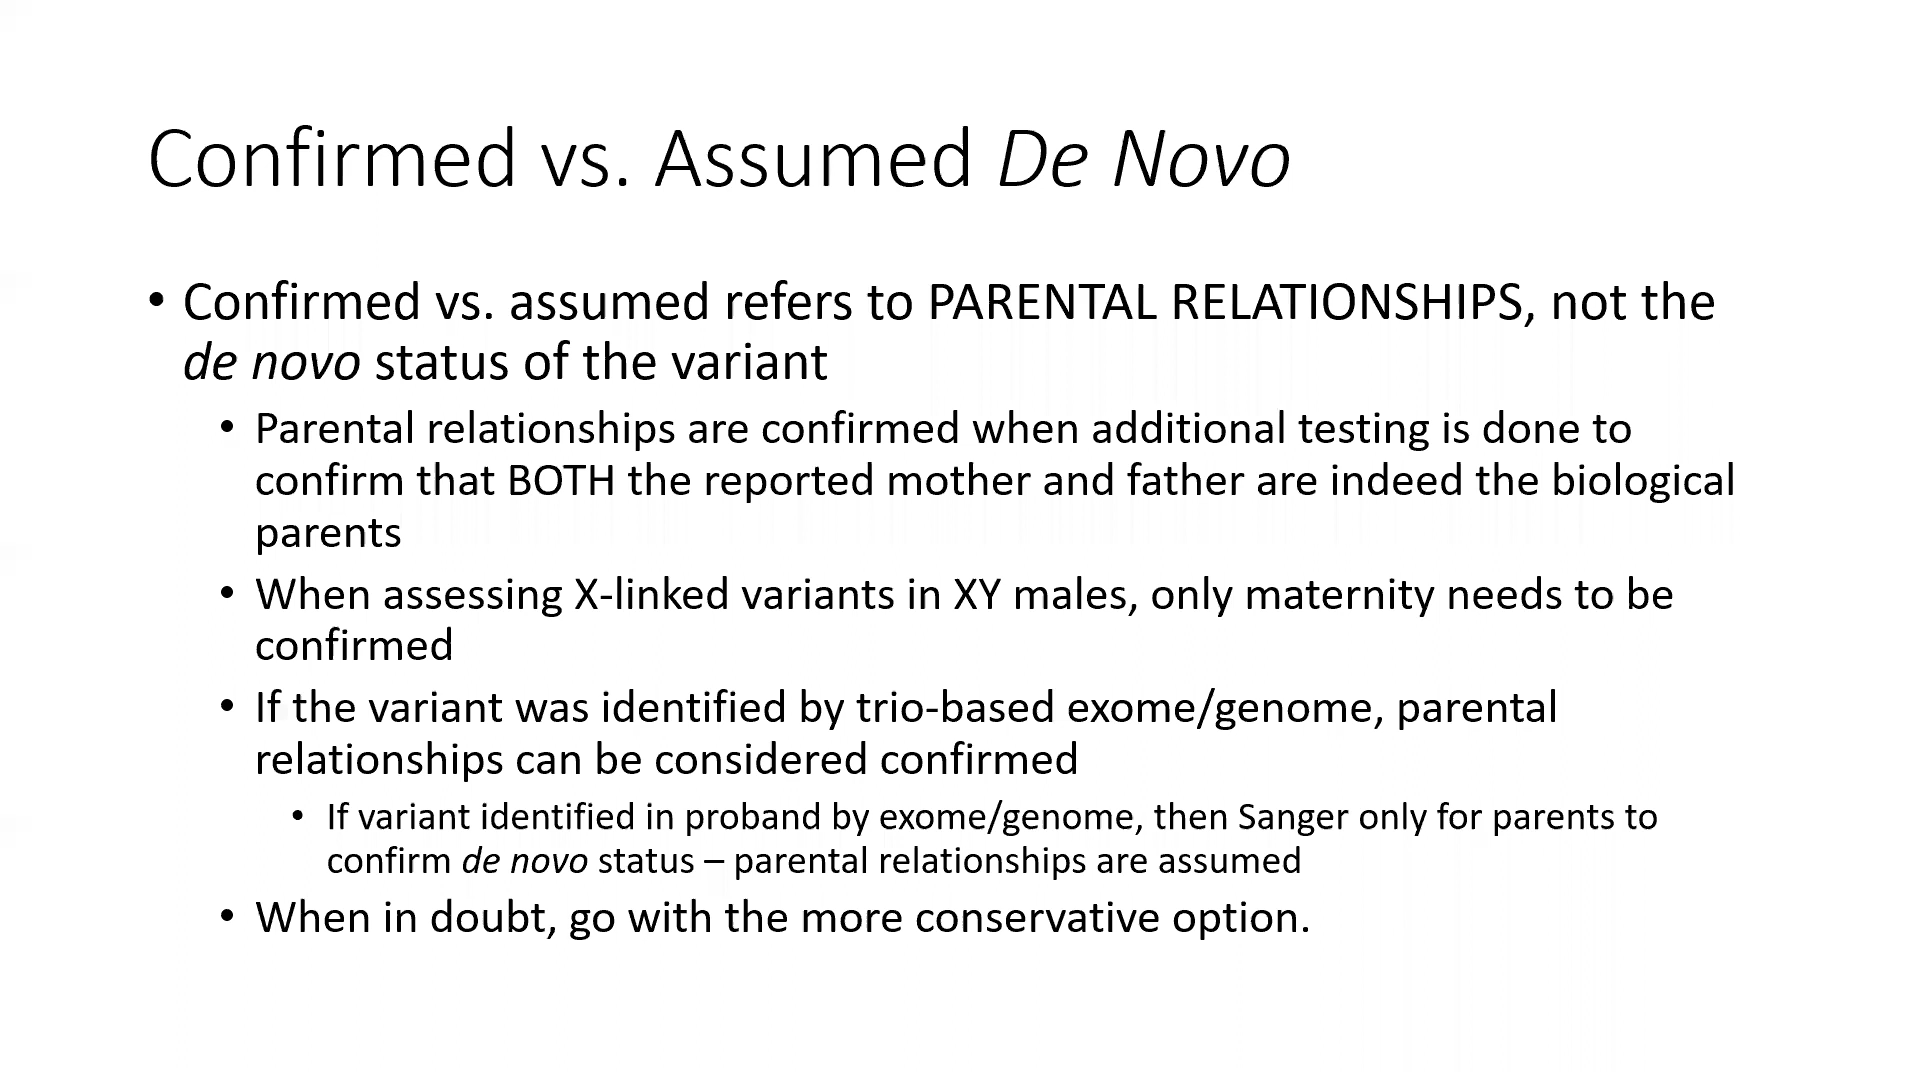 Confirmed vs. Assumed De Novo
• Confirmed vs. assumed refers to PARENTAL RELATIONSHIPS, not the
de novo status of the variant
• Parental relationships are confirmed when additional testing is done to
confirm that BOTH the reported mother and father are indeed the biological
parents
• When assessing X-linked variants in XY males, only maternity needs to be
confirmed
• If the variant was identified by trio-based exome/genome, parental
relationships can be considered confirmed
• If variant identified in proband by exome/genome, then Sanger only for parents to
confirm de novo status – parental relationships are assumed
• When in doubt, go with the more conservative option.